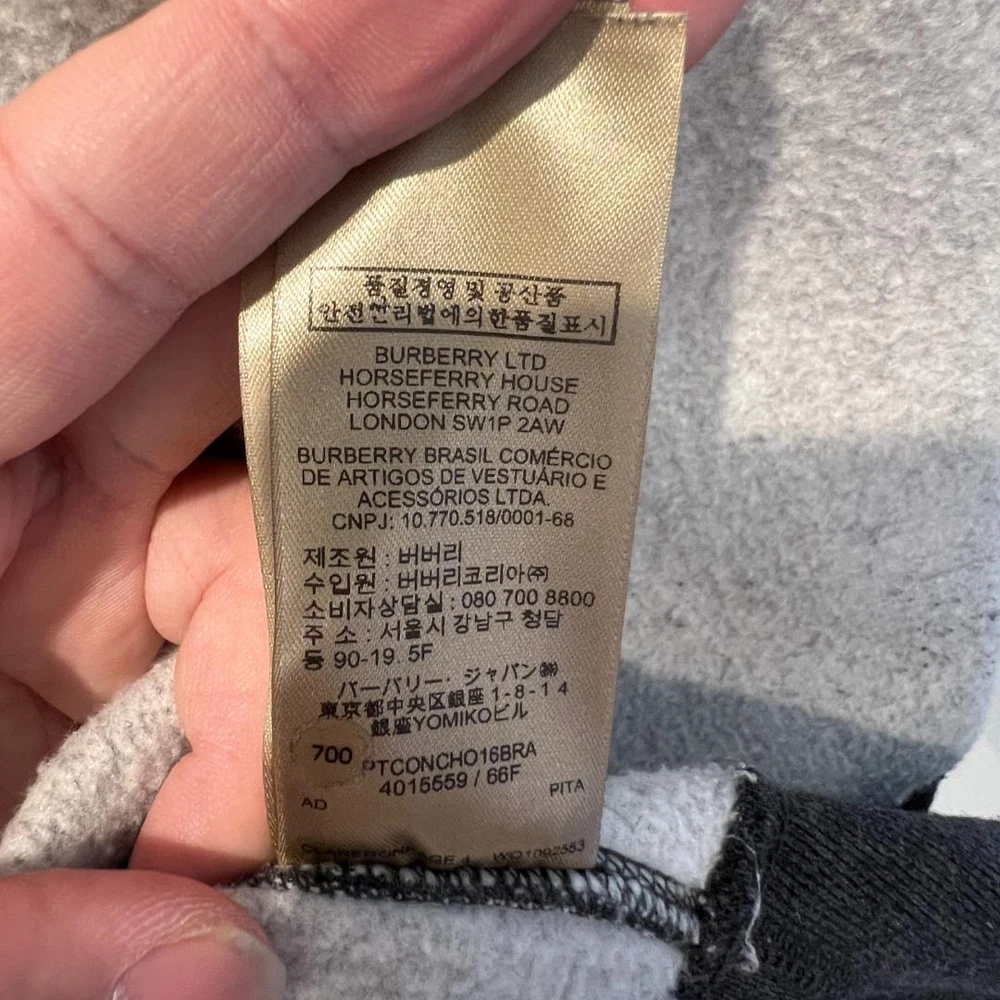 품질경영 및 공산품
안전관리법에의한품질표시
BURBERRY LTD
HORSEFERRY HOUSE
HORSEFERRY ROAD
LONDON SW1P 2AW
BURBERRY BRASIL COMÉRCIO
DE ARTIGOS DE VESTUÁRIO E
ACESSÓRIOS LTDA.
CNPJ: 10.770.518/0001-68
제조원 : 버버리
수입원 : 버버리코리아㈜
소비자상담실 : 080 700 8800
주 소 : 서울시 강남구 청담
동 90-19. 5F
バーバリー・ジャパン㈱
東京都中央区銀座1-8-14
銀座YOMIKOビル
700 PTCONCHO16BRA
4015559 / 66F
AD PITA
WO1092553